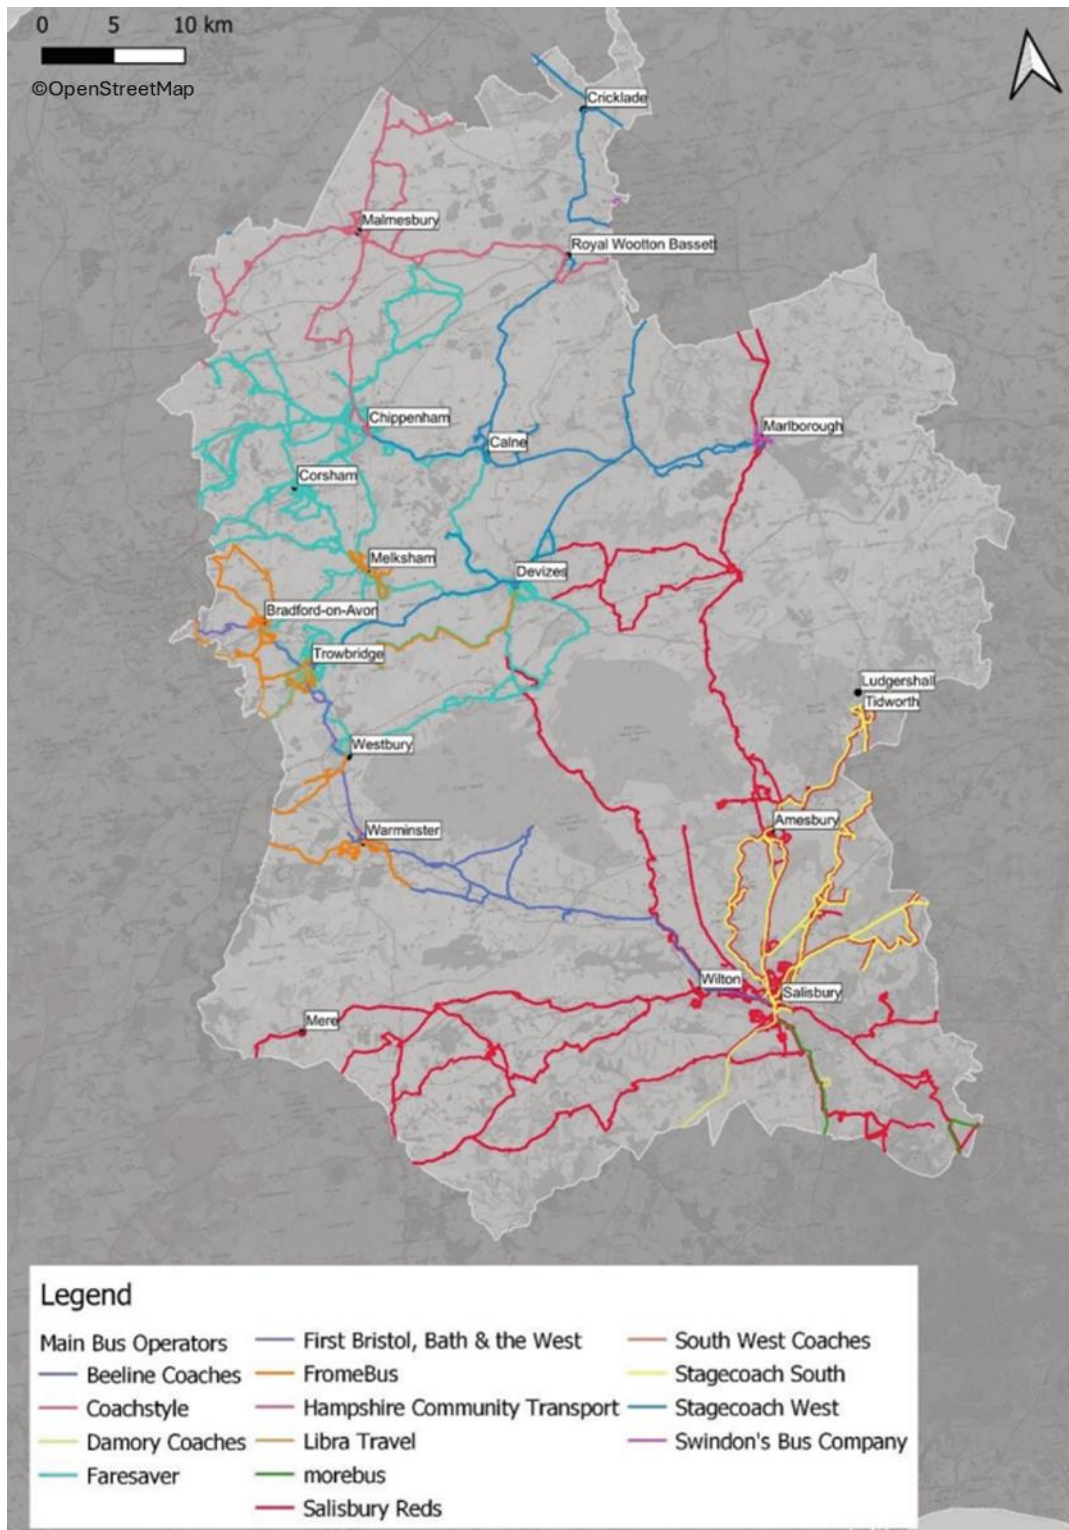 0 5 10 km
©OpenStreetMap
Cricklade
Malmesbury
Royal Wootton Bassett
Chippenham
Marlborough
Calne
Corsham
Melksham
Devizes
Bradford-on-Avon
Trowbridge
Ludgershall
Tidworth
Westbury
Amesbury
Warminster
Wilton
Salisbury
Mere
Legend
Main Bus Operators
Beeline Coaches
Coachstyle
Damory Coaches
Faresaver
First Bristol, Bath & the West
FromeBus
Hampshire Community Transport
Libra Travel
morebus
Salisbury Reds
South West Coaches
Stagecoach South
Stagecoach West
Swindon's Bus Company